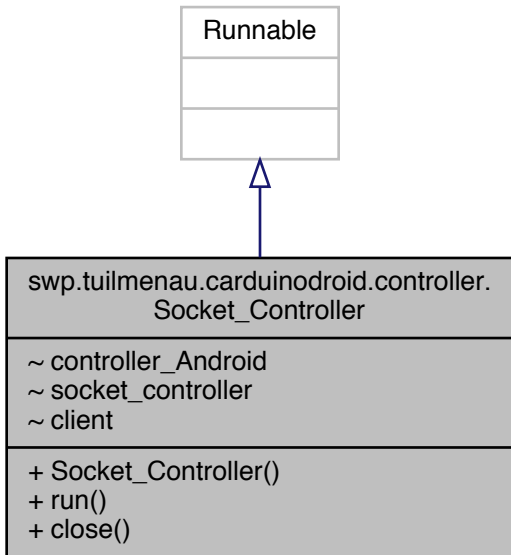 Runnable
swp.tuilmenau.carduinodroid.controller.
Socket_Controller
~ controller_Android
~ socket_controller
~ client
+ Socket_Controller()
+ run()
+ close()